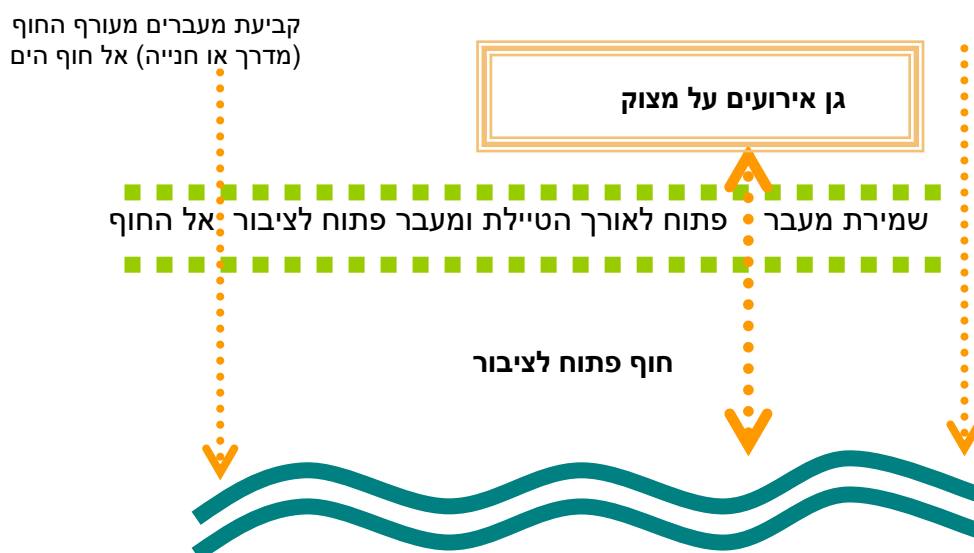 קביעת מעברים מעורף החוף
(מדרך או חנייה) אל חוף הים
גן אירועים על מצוק
שמירת מעבר פתוח לאורך הטיילת ומעבר פתוח לציבור אל החוף
חוף פתוח לציבור